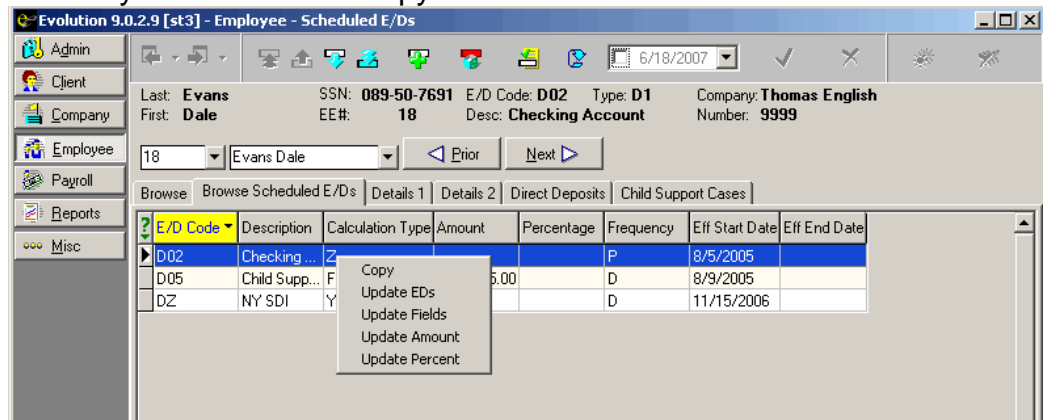 Evolution 9.0.2.9 [st3] - Employee - Scheduled E/Ds
Admin
Client
Company
Employee
Payroll
Reports
Misc
6/18/2007
Last: Evans SSN: 089-50-7691 E/D Code: D02 Type: D1 Company: Thomas English
First: Dale EE#: 18 Desc: Checking Account Number: 9999
18 Evans Dale Prior Next
Browse Browse Scheduled E/Ds Details 1 Details 2 Direct Deposits Child Support Cases
? E/D Code Description Calculation Type Amount Percentage Frequency Eff Start Date Eff End Date
D02 Checking ... Z P 8/5/2005
D05 Child Supp... F 5.00 D 8/9/2005
DZ NY SDI Y D 11/15/2006
Copy
Update EDs
Update Fields
Update Amount
Update Percent